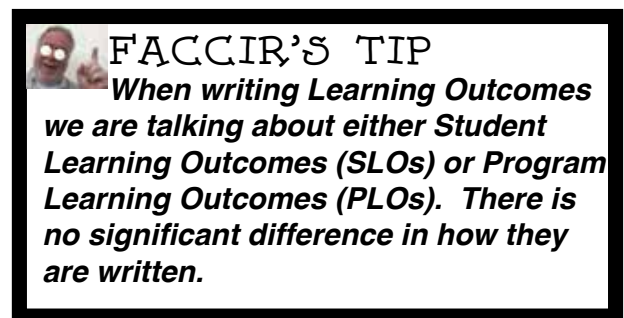 FACCIR'S TIP
When writing Learning Outcomes
we are talking about either Student
Learning Outcomes (SLOs) or Program
Learning Outcomes (PLOs).  There is
no significant difference in how they
are written.